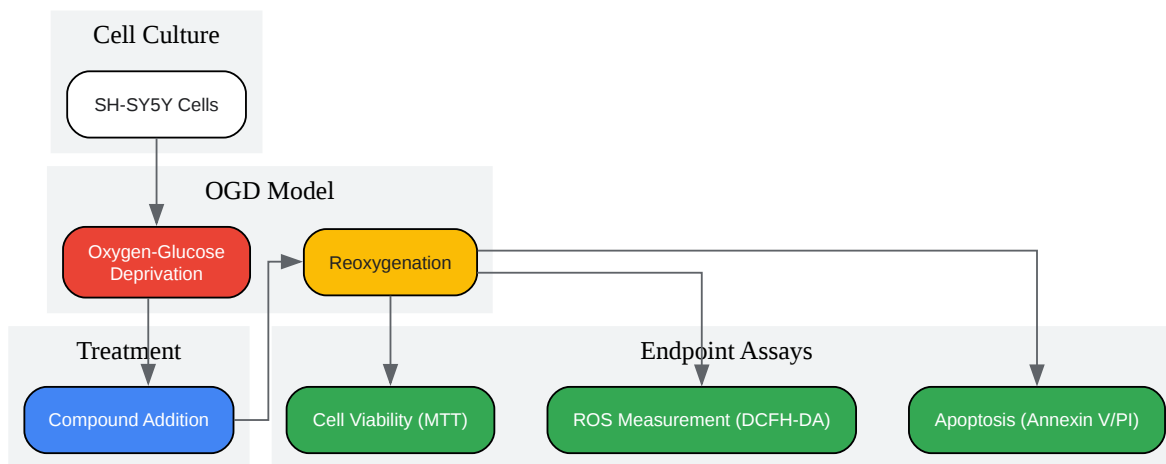 Cell Culture
SH-SY5Y Cells
OGD Model
Oxygen-Glucose
Deprivation
Reoxygenation
Treatment
Compound Addition
Endpoint Assays
Cell Viability (MTT)
ROS Measurement (DCFH-DA)
Apoptosis (Annexin V/PI)